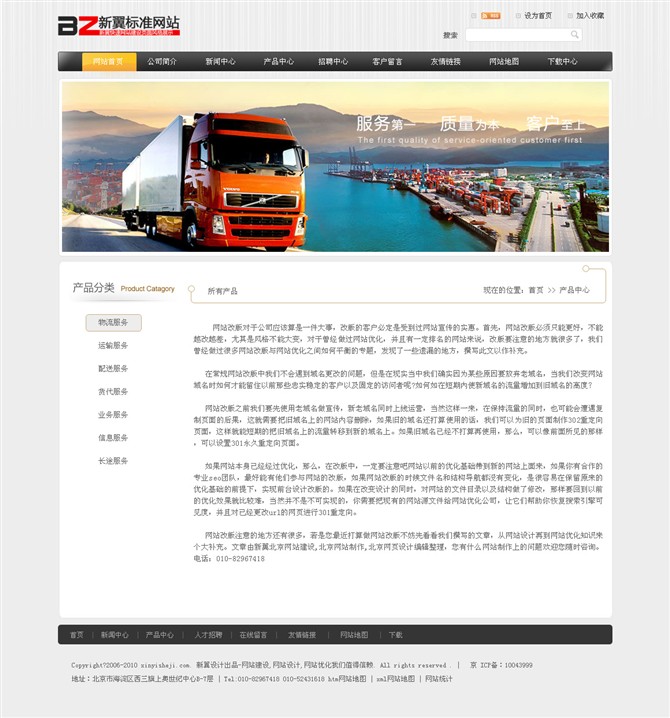 BZ新翼标准网站
新翼快速网站建设页面风格展示
RSS 设为首页 加入收藏
搜索
网站首页 公司简介 新闻中心 产品中心 招聘中心 客户留言 友情链接 网站地图 下载中心
服务第一 质量为本 客户至上
The first quality of service-oriented customer first
VOLVO
产品分类 Product Catagory
所有产品
现在的位置：首页 >> 产品中心
物流服务
运输服务
配送服务
货代服务
业务服务
信息服务
长途服务
网站改版对于公司应该算是一件大事，改版的客户必定是受到过网站宣传的实惠。首先，网站改版必须只能更好，不能
越改越差，尤其是风格不能大变，对于曾经做过网站优化，并且有一定排名的网站来说，改版要注意的地方就很多了，我们
曾经做过很多网站改版与网站优化之间如何平衡的专题，发现了一些遗漏的地方，撰写此文以作补充。
在常规网站改版中我们不会遇到域名更改的问题，但是在现实当中我们确实因为某些原因要放弃老域名，当我们改变网站
域名时如何才能留住以前那些忠实稳定的客户以及固定的访问者呢?如何在短期内使新域名的流量增加到旧域名的高度?
网站改版之前我们要先使用老域名做宣传，新老域名同时上线运营，当然这样一来，在保持流量的同时，也可能会遭遇复
制页面的后果，这就需要把旧域名上的网站内容删除，如果旧的域名还打算使用的话，我们可以为旧的页面制作302重定向
页面，这样就能短期的把旧域名上的流量转移到新的域名上。如果旧域名已经不打算再使用，那么，可以像前面所见的那样
，可以设置301永久重定向页面。
如果网站本身已经经过优化，那么，在改版中，一定要注意吧网站以前的优化基础带到新的网站上面来，如果你有合作的
专业seo团队，最好能有他们参与网站的改版，如果网站改版的时候文件名和结构导航都没有变化，是很容易在保留原来的
优化基础的前提下，实现前台设计改版的。如果在改变设计的同时，对网站的文件目录以及结构做了修改，那样要回到以前
的优化效果就比较难，当然并不是不可实现的，你需要把现有的网站源文件给网站优化公司，让它们帮助你恢复搜索引擎可
见度，并且对已经更改url的网页进行301重定向。
网站改版注意的地方还有很多，若是您最近打算做网站改版不妨先看看我们撰写的文章，从网站设计再到网站优化知识来
个大补充。文章由新翼北京网站建设,北京网站制作,北京网页设计编辑整理，您有什么网站制作上的问题欢迎您随时咨询。
电话：010-82967418
首页 | 新闻中心 | 产品中心 | 人才招聘 | 在线留言 | 友情链接 | 网站地图 | 下载
Copyright?2006-2010 sinyisheji.com. 新翼设计出品-网站建设,网站设计,网站优化我们值得信赖. All rights reserved . | 京 ICP备：10043999
地址：北京市海淀区西三旗上奥世纪中心B-7层 | Tel:010-82967418 010-52431618 htm网站地图 | xml网站地图 | 网站统计